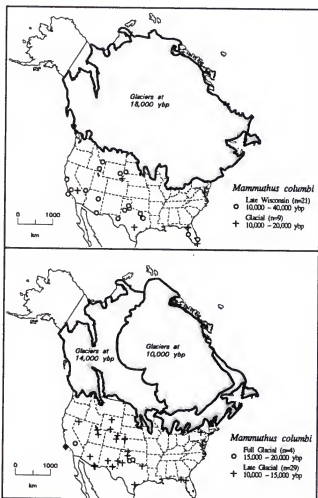 Glaciers at
18,000 ybp
Mammuthus columbi
Late Wisconsin (n=21)
10,000 – 40,000 ybp
Glacial (n=9)
10,000 – 20,000 ybp
0 1000
km
Glaciers at
14,000 ybp
Glaciers at
10,000 ybp
Mammuthus columbi
Full Glacial (n=4)
15,000 – 20,000 ybp
Late Glacial (n=29)
10,000 – 15,000 ybp
0 1000
km